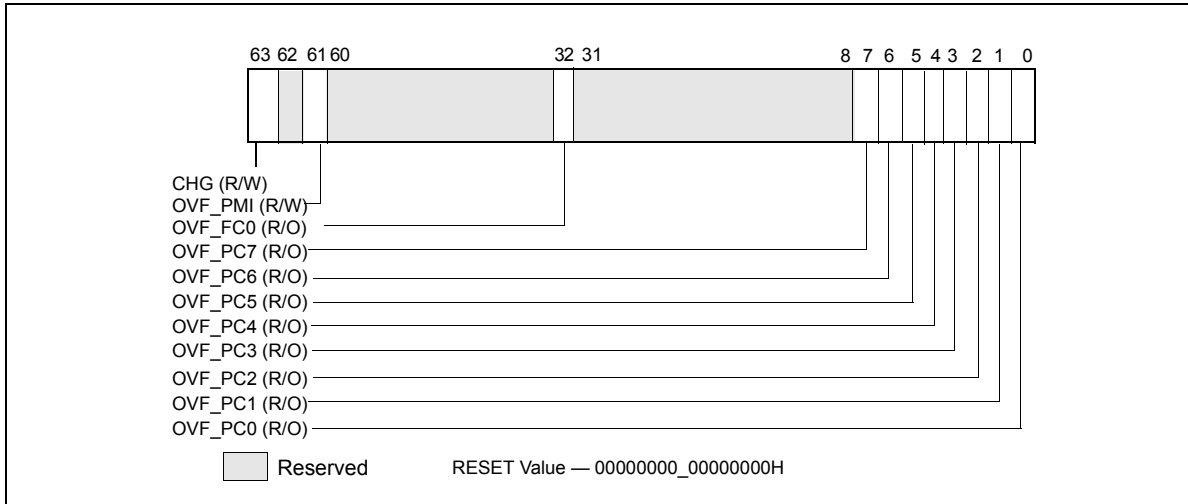 63 62 61 60 32 31 8 7 6 5 4 3 2 1 0
CHG (R/W)
OVF_PMI (R/W)
OVF_FC0 (R/O)
OVF_PC7 (R/O)
OVF_PC6 (R/O)
OVF_PC5 (R/O)
OVF_PC4 (R/O)
OVF_PC3 (R/O)
OVF_PC2 (R/O)
OVF_PC1 (R/O)
OVF_PC0 (R/O)
Reserved RESET Value — 00000000_00000000H